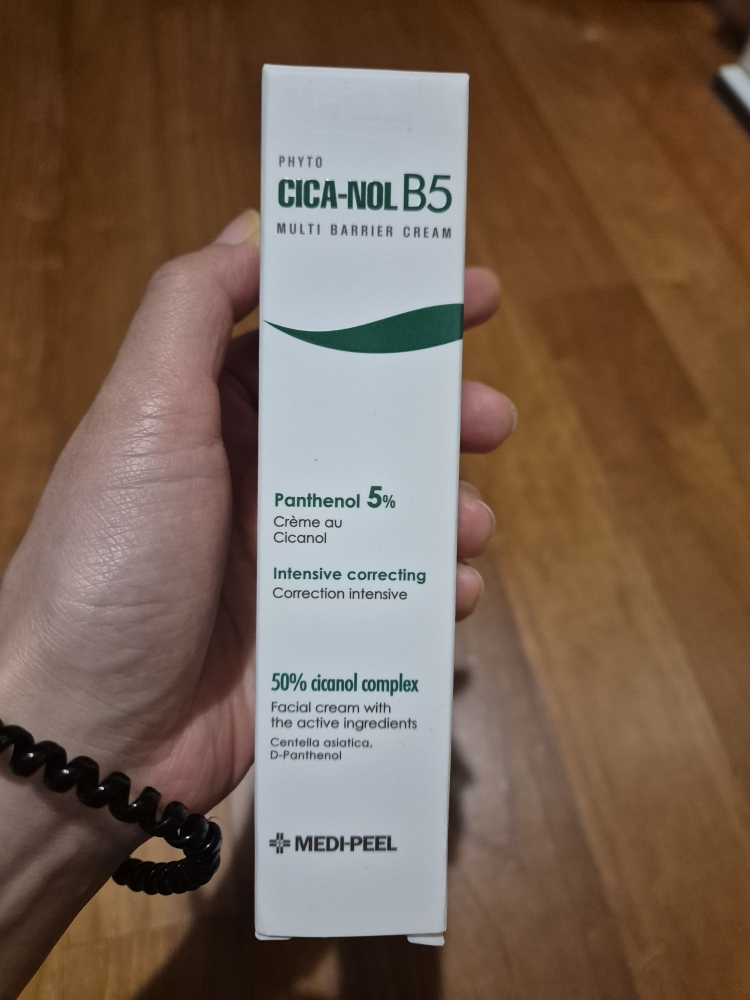 PHYTO
CICA-NOL B5
MULTI BARRIER CREAM
Panthenol 5%
Crème au
Cicanol
Intensive correcting
Correction intensive
50% cicanol complex
Facial cream with
the active ingredients
Centella asiatica,
D-Panthenol
MEDI-PEEL